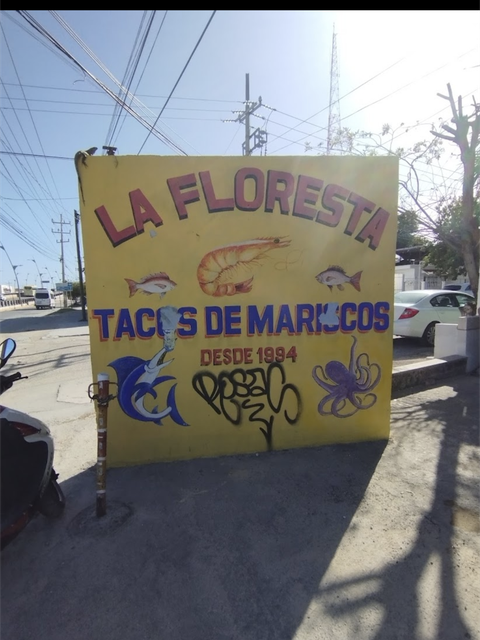 LA FLORESTA
TACOS DE MARISCOS
DESDE 1994